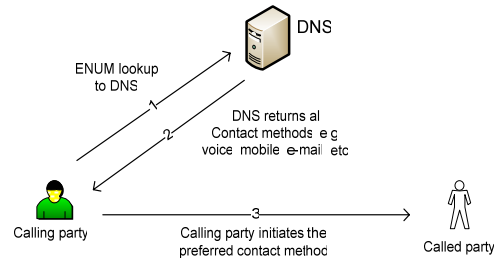 DNS
ENUM lookup
to DNS
1
2
DNS returns al
Contact methods e g
voice mobile e-mail etc
3
Calling party
Calling party initiates the
preferred contact method
Called party